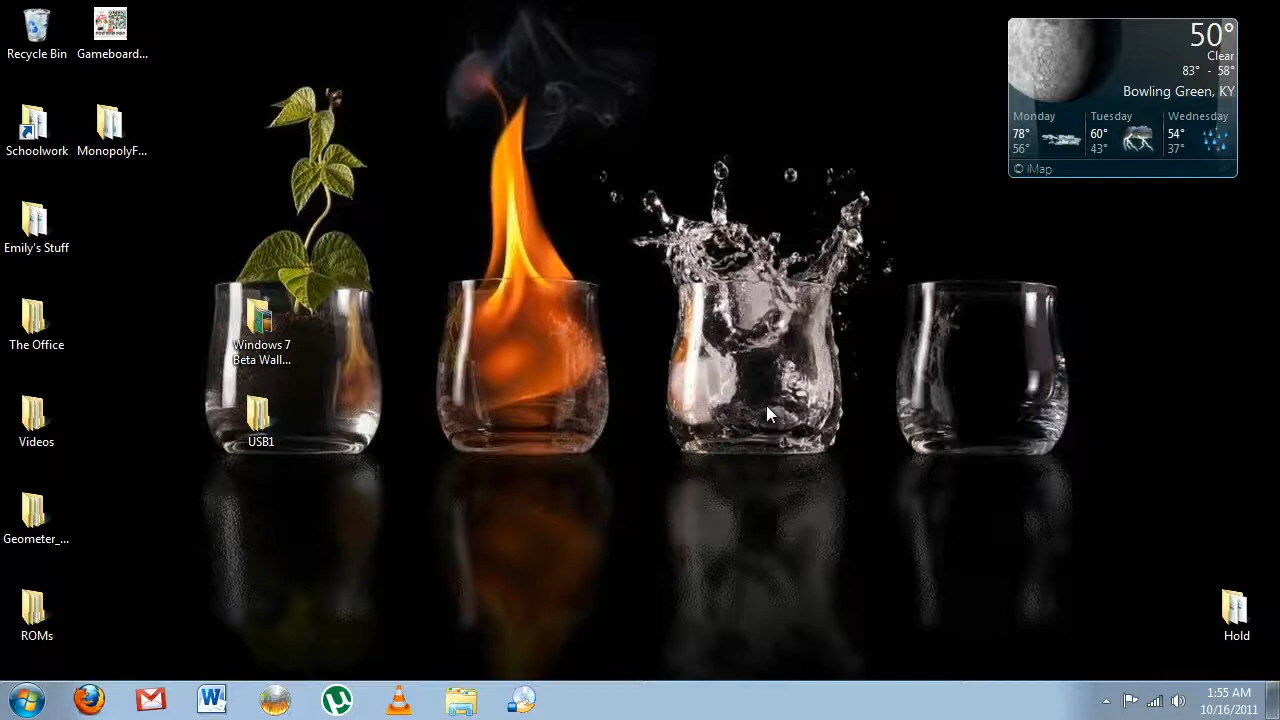 Recycle Bin
Gameboard...
Schoolwork
MonopolyF...
Emily's Stuff
The Office
Windows 7
Beta Wall...
Videos
USB1
Geometer_...
ROMs
Hold
50°
Clear
83° - 58°
Bowling Green, KY
Monday
78°
56°
Tuesday
60°
43°
Wednesday
54°
37°
© iMap
W
µ
1:55 AM
10/16/2011